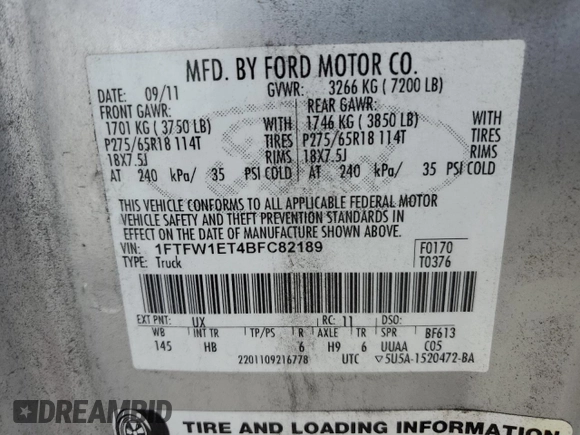 MFD. BY FORD MOTOR CO.
DATE: 09/11 GVWR: 3266 KG ( 7200 LB)
FRONT GAWR: REAR GAWR:
1701 KG ( 3750 LB) 1746 KG ( 3850 LB)
P275/65R18 114T TIRES P275/65R18 114T TIRES
18X7.5J RIMS 18X7.5J RIMS
AT 240 kPa/ 35 PSI COLD AT 240 kPa/ 35 PSI COLD
THIS VEHICLE CONFORMS TO ALL APPLICABLE FEDERAL MOTOR
VEHICLE SAFETY AND THEFT PREVENTION STANDARDS IN
EFFECT ON THE DATE OF MANUFACTURE SHOWN ABOVE.
VIN: 1FTFW1ET4BFC82189 F0170
TYPE: Truck T0376
EXT PNT: UX RC: 11 DSO:
WB INT TR TP/PS R AXLE TR SPR BF613
145 HB 6 H9 6 UUAA C05
2201109216778 UTC ▽5U5A-1520472-BA
TIRE AND LOADING INFORMATION
DREAMBID